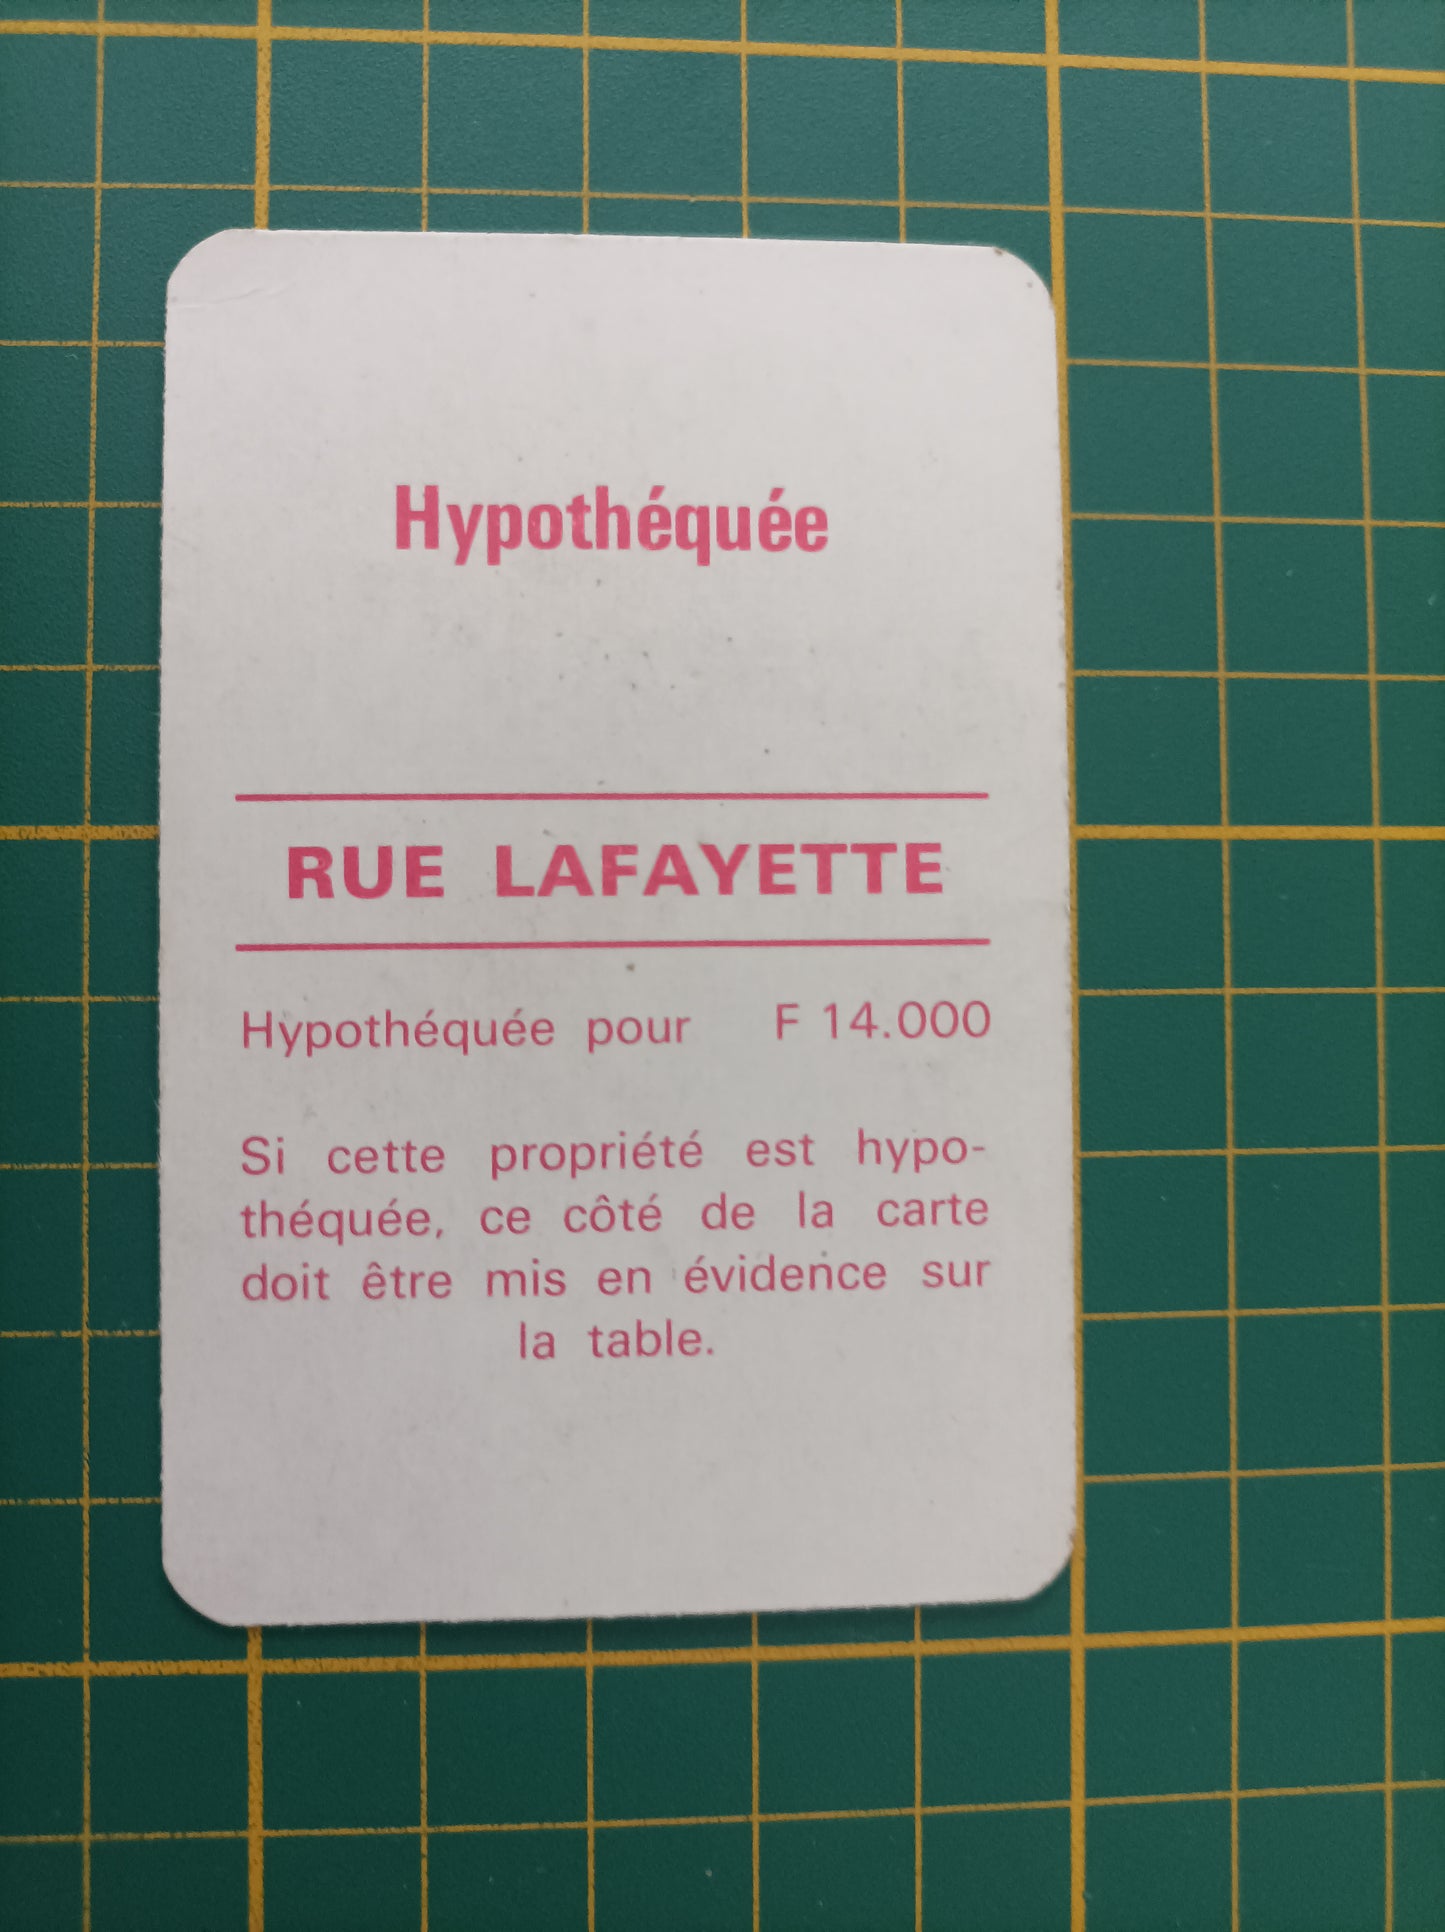 Hypothéquée
RUE LAFAYETTE
Hypothéquée pour F 14.000
Si cette propriété est hypo-
théquée, ce côté de la carte
doit être mis en évidence sur
la table.